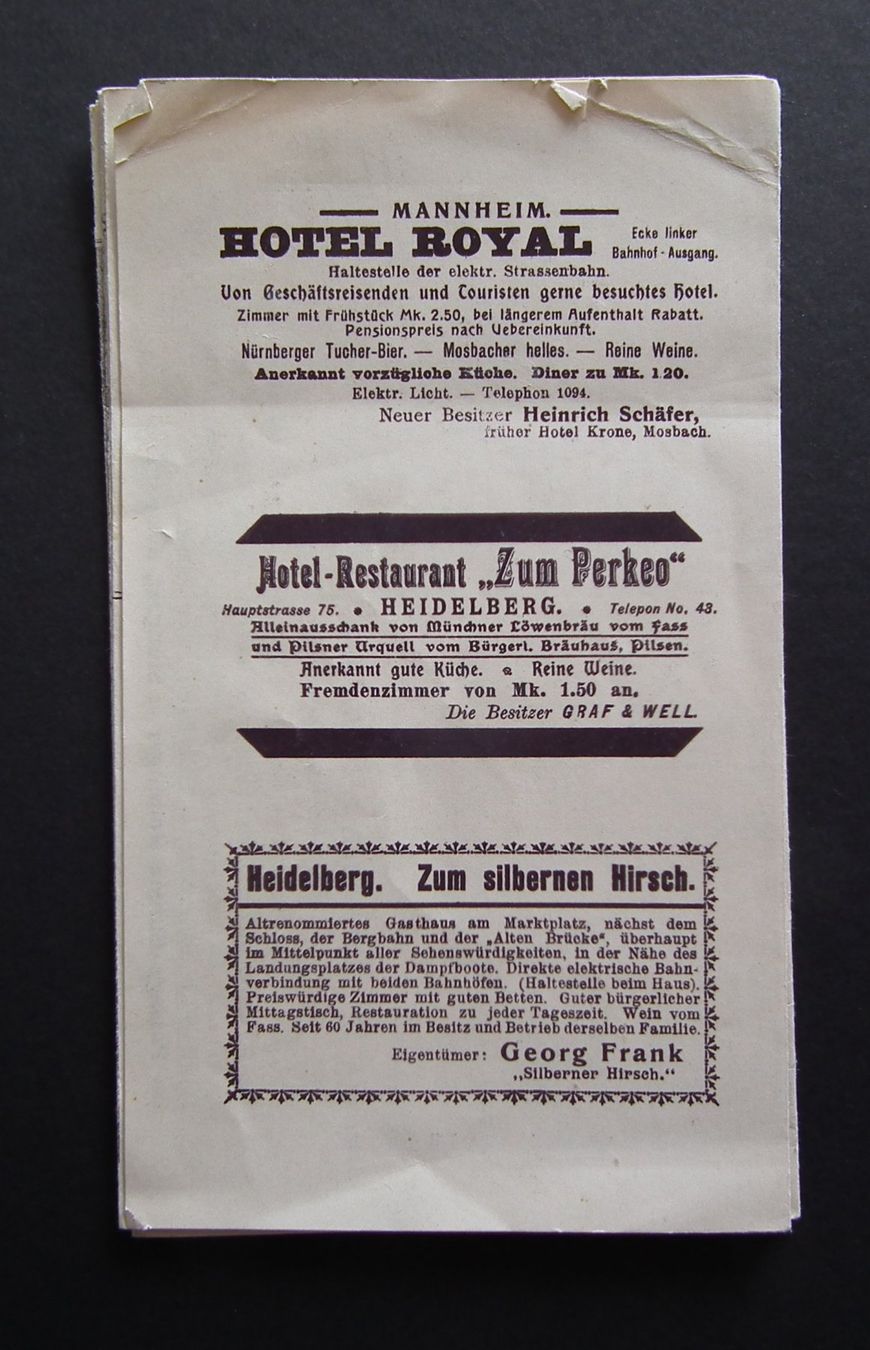 MANNHEIM.
HOTEL ROYAL
Ecke linker
Bahnhof-Ausgang.
Haltestelle der elektr. Strassenbahn.
Von Geschäftsreisenden und Touristen gerne besuchtes Hotel.
Zimmer mit Frühstück Mk. 2.50, bei längerem Aufenthalt Rabatt.
Pensionspreis nach Uebereinkunft.
Nürnberger Tucher-Bier. — Mosbacher helles. — Reine Weine.
Anerkannt vorzügliche Küche. Diner zu Mk. 1.20.
Elektr. Licht. — Telephon 1094.
Neuer Besitzer Heinrich Schäfer,
früher Hotel Krone, Mosbach.
Hotel-Restaurant „Zum Perkeo“
Hauptstrasse 75. • HEIDELBERG. • Telepon No. 43.
Alleinausschank von Münchner Löwenbräu vom Fass
und Pilsner Urquell vom Bürgerl. Bräuhaus, Pilsen.
Anerkannt gute Küche. Reine Weine.
Fremdenzimmer von Mk. 1.50 an.
Die Besitzer GRAF & WELL.
Heidelberg. Zum silbernen Hirsch.
Altrenommiertes Gasthaus am Marktplatz, nächst dem
Schloss, der Bergbahn und der „Alten Brücke“, überhaupt
im Mittelpunkt aller Sehenswürdigkeiten, in der Nähe des
Landungsplatzes der Dampfboote. Direkte elektrische Bahn-
verbindung mit beiden Bahnhöfen. (Haltestelle beim Haus).
Preiswürdige Zimmer mit guten Betten. Guter bürgerlicher
Mittagstisch, Restauration zu jeder Tageszeit. Wein vom
Fass. Seit 60 Jahren im Besitz und Betrieb derselben Familie.
Eigentümer: Georg Frank
„Silberner Hirsch.“